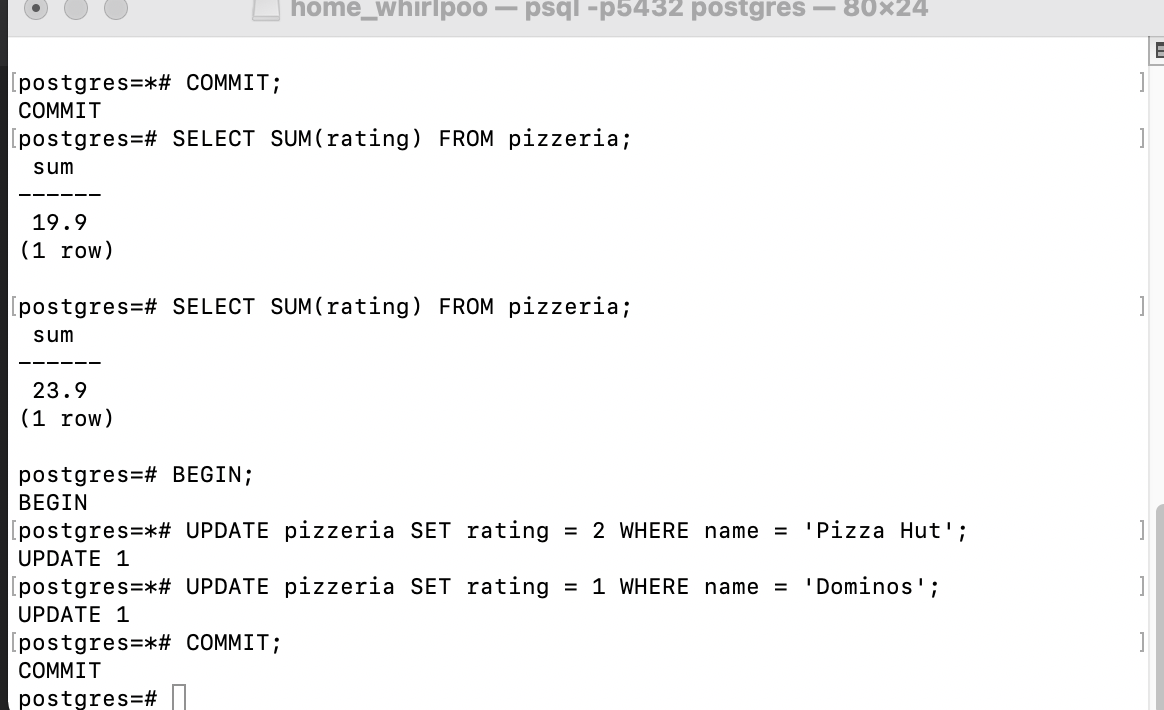 home_whirlpoo — psql -p5432 postgres — 80×24
[postgres=*# COMMIT; ]
COMMIT
[postgres=# SELECT SUM(rating) FROM pizzeria; ]
sum
------
19.9
(1 row)
[postgres=# SELECT SUM(rating) FROM pizzeria; ]
sum
------
23.9
(1 row)
postgres=# BEGIN;
BEGIN
[postgres=*# UPDATE pizzeria SET rating = 2 WHERE name = 'Pizza Hut'; ]
UPDATE 1
[postgres=*# UPDATE pizzeria SET rating = 1 WHERE name = 'Dominos'; ]
UPDATE 1
[postgres=*# COMMIT; ]
COMMIT
postgres=#